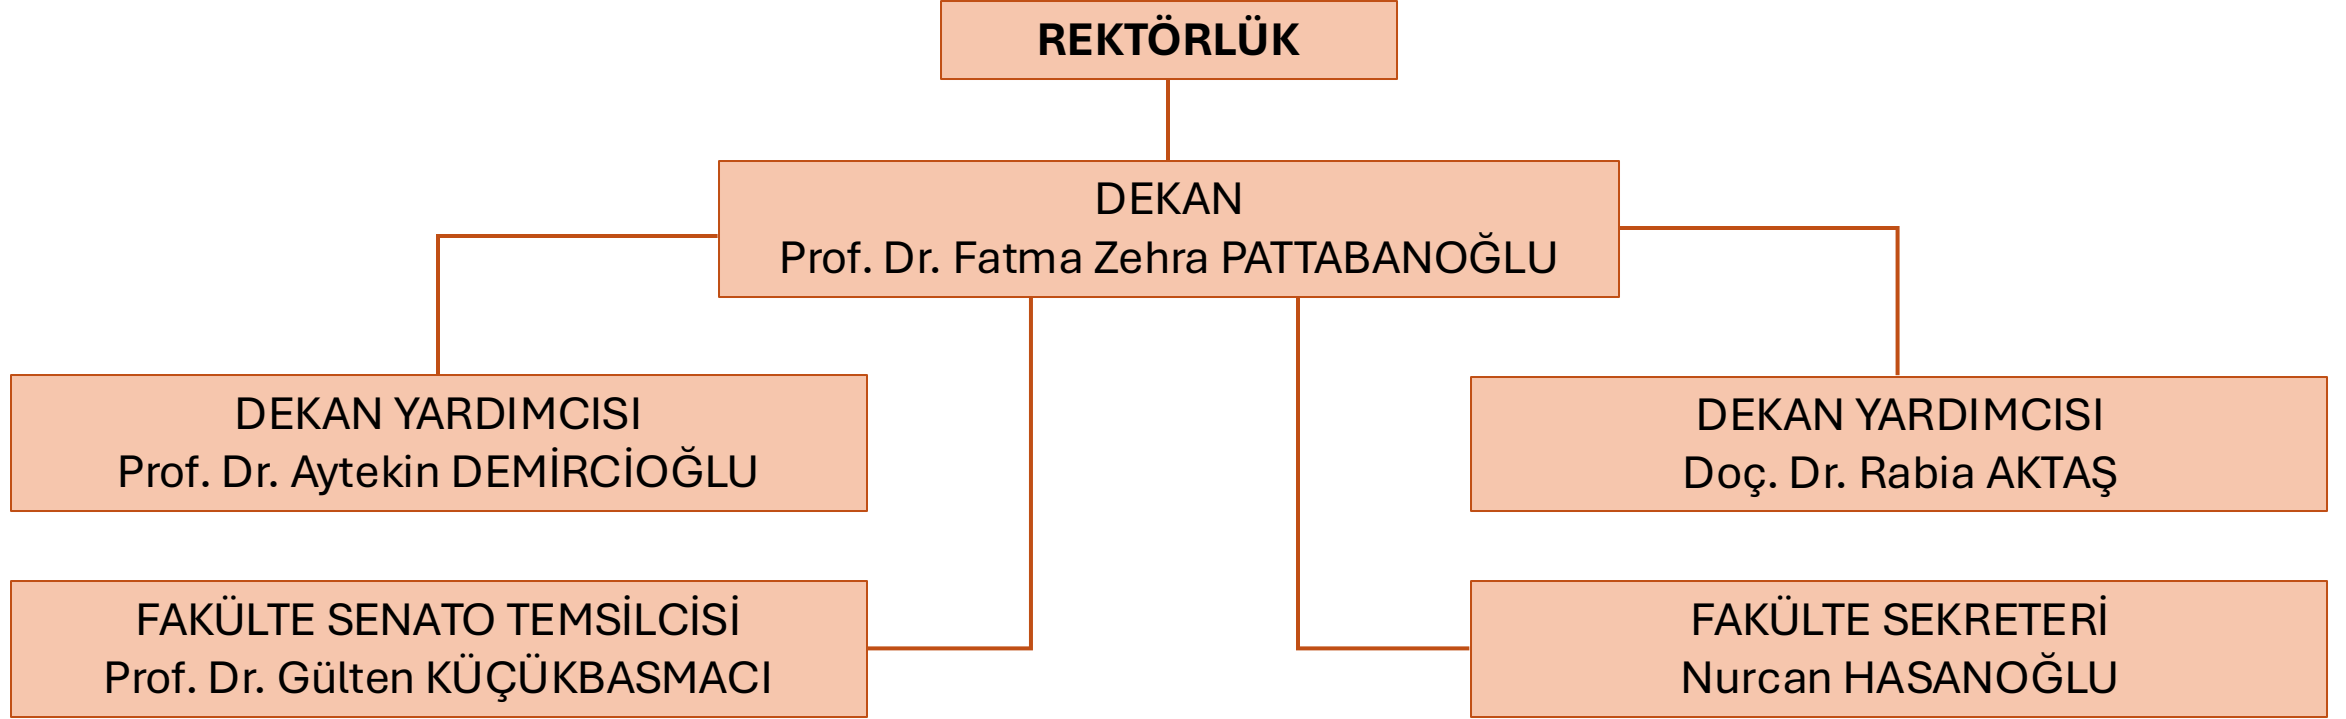 REKTÖRLÜK
DEKAN
Prof. Dr. Fatma Zehra PATTABANOĞLU
DEKAN YARDIMCISI
Prof. Dr. Aytekin DEMİRCİOĞLU
DEKAN YARDIMCISI
Doç. Dr. Rabia AKTAŞ
FAKÜLTE SENATO TEMSİLCİSİ
Prof. Dr. Gülten KÜÇÜKBASMACI
FAKÜLTE SEKRETERİ
Nurcan HASANOĞLU